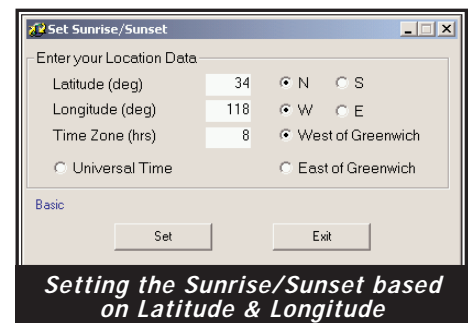 Set Sunrise/Sunset
Enter your Location Data
Latitude (deg) 34 N S
Longitude (deg) 118 W E
Time Zone (hrs) 8 West of Greenwich
Universal Time East of Greenwich
Basic
Set Exit
Setting the Sunrise/Sunset based
on Latitude & Longitude